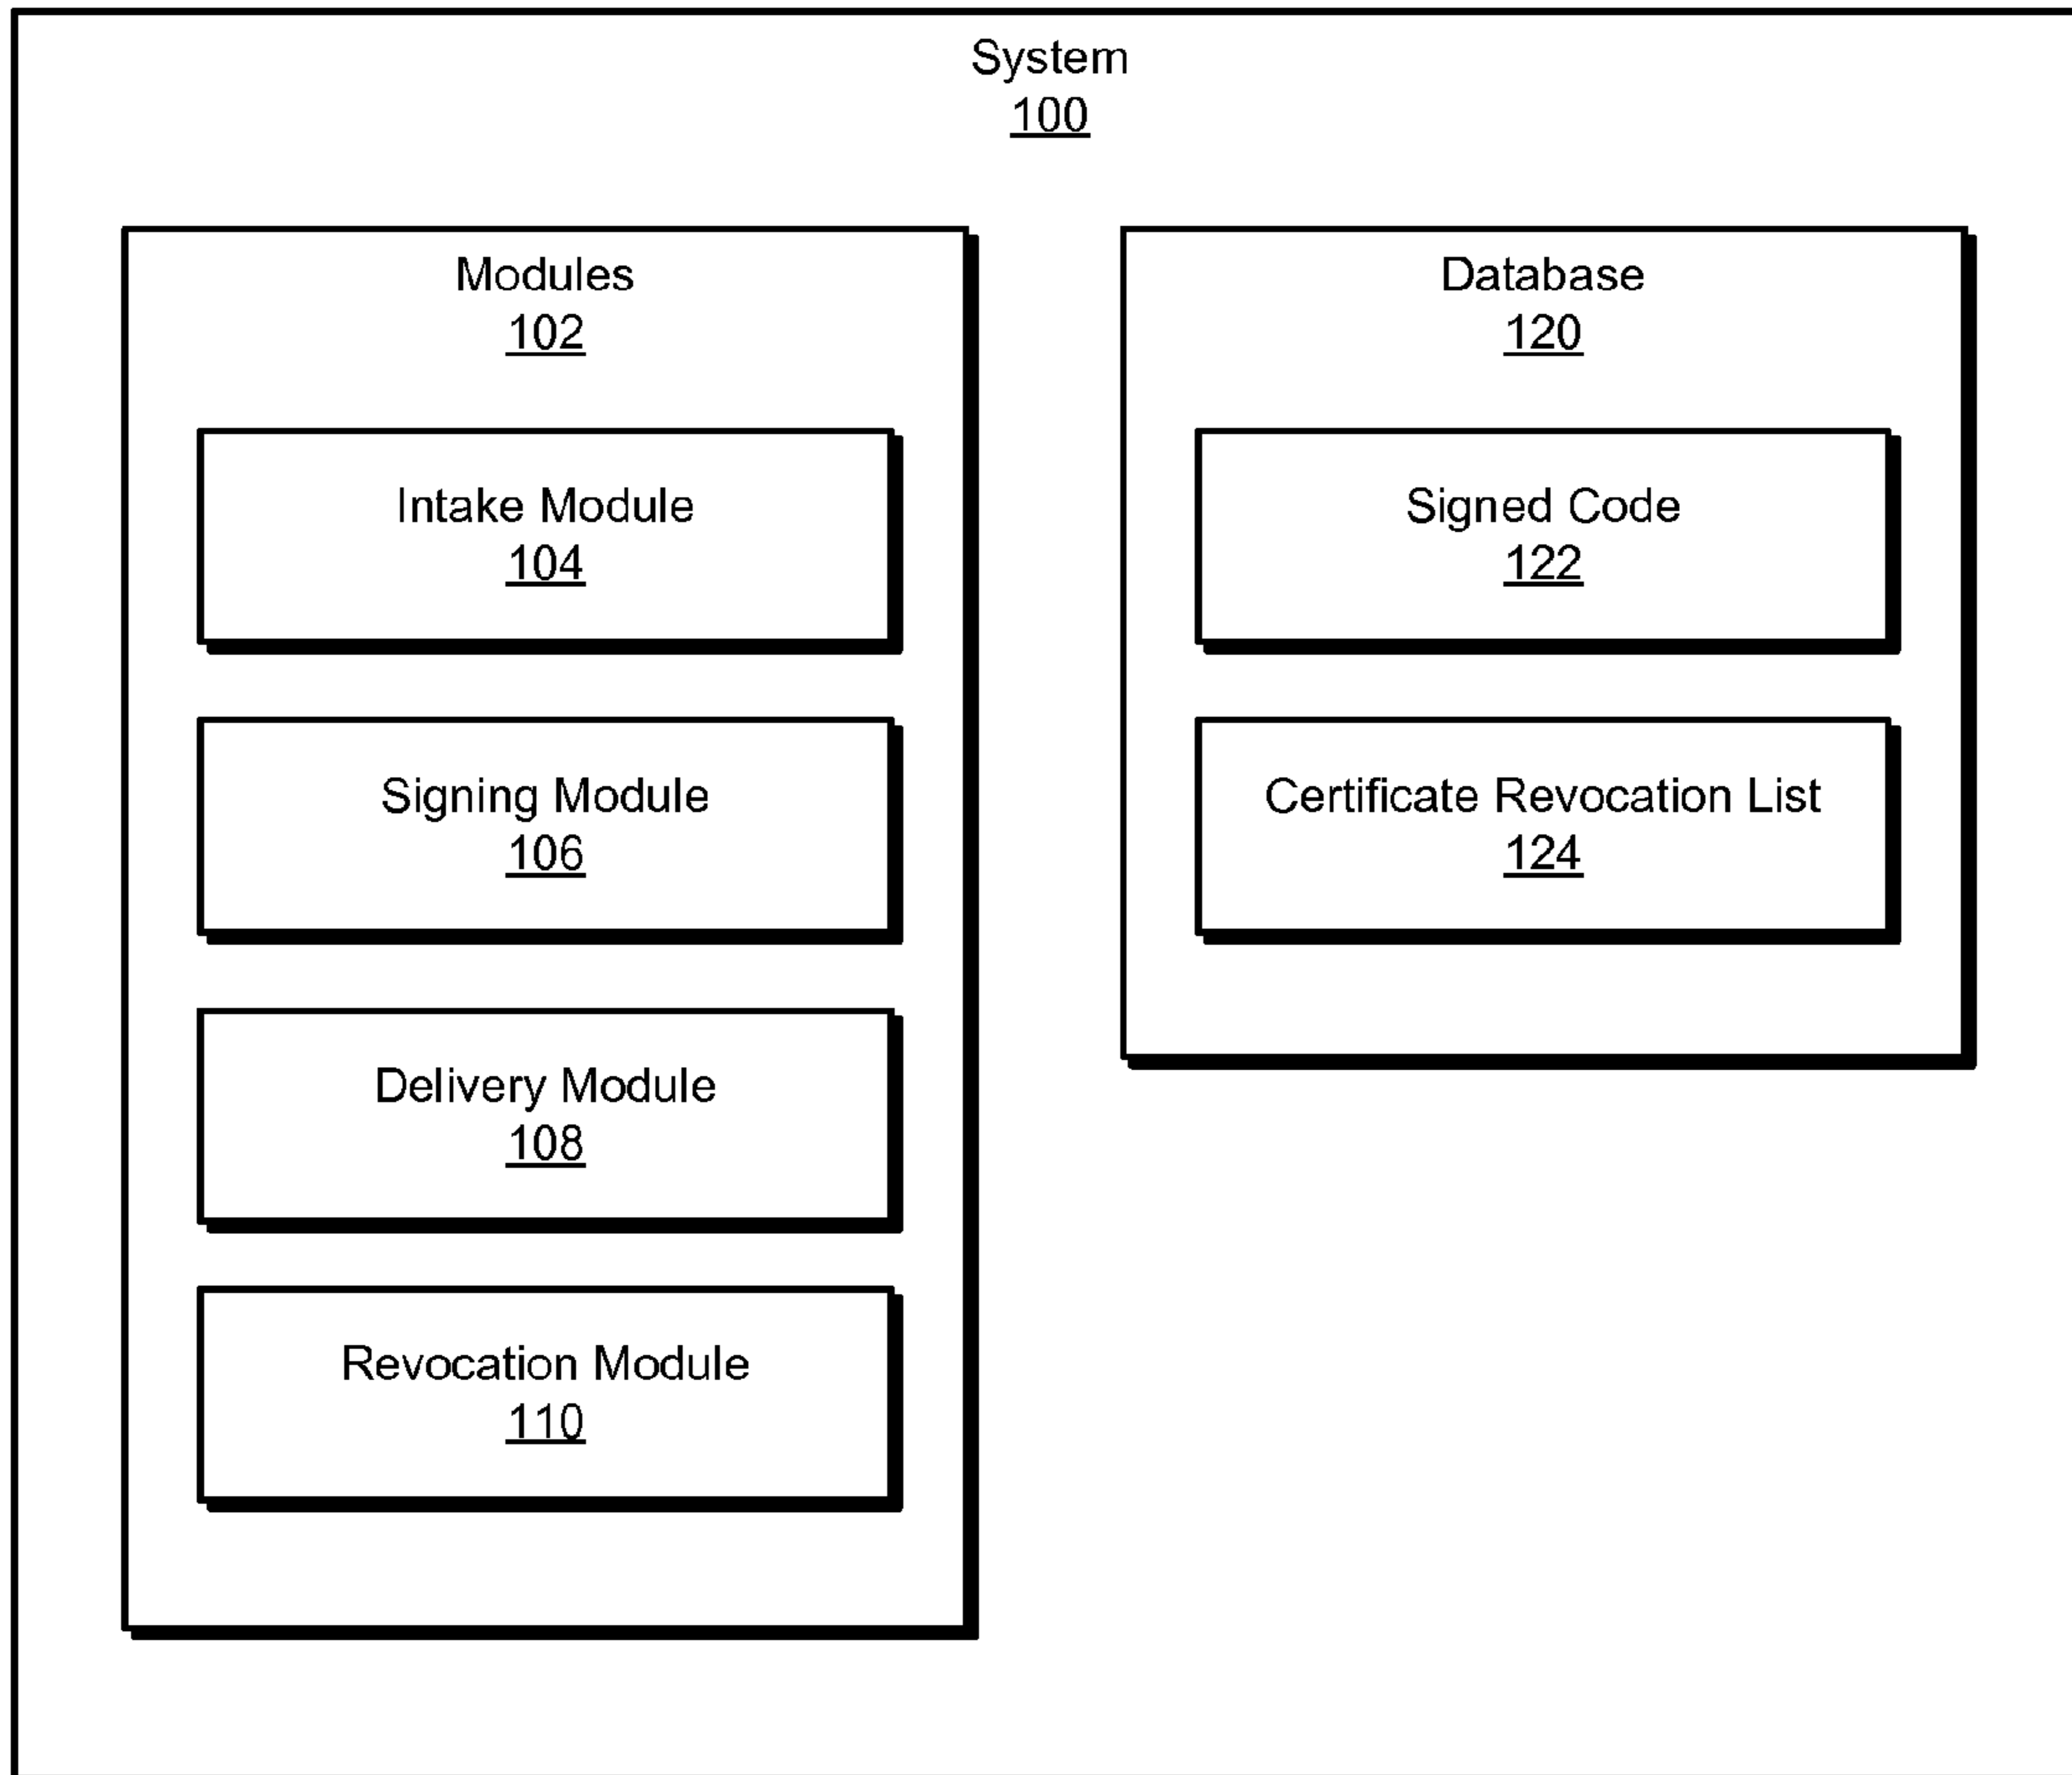 System
100
Modules
102
Intake Module
104
Signing Module
106
Delivery Module
108
Revocation Module
110
Database
120
Signed Code
122
Certificate Revocation List
124